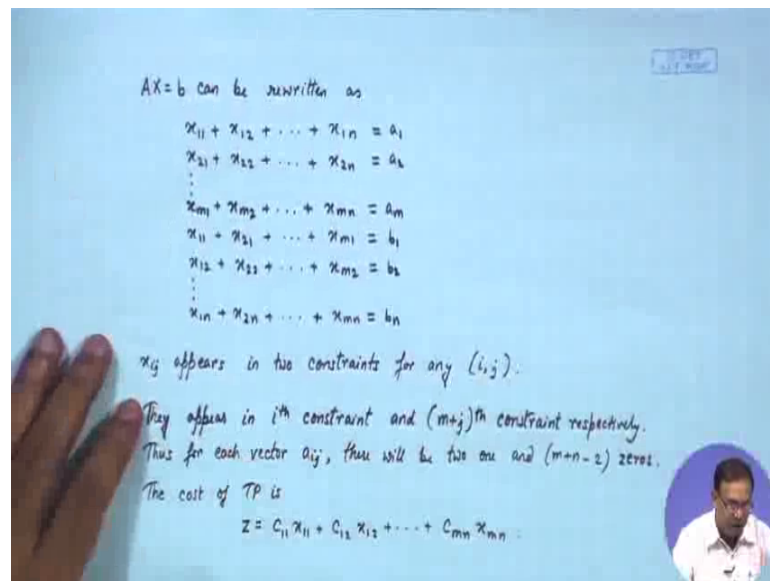 AX = b can be rewritten as
x₁₁ + x₁₂ + ... + x₁ₙ = a₁
x₂₁ + x₂₂ + ... + x₂ₙ = a₂
⋮
xₘ₁ + xₘ₂ + ... + xₘₙ = aₘ
x₁₁ + x₂₁ + ... + xₘ₁ = b₁
x₁₂ + x₂₂ + ... + xₘ₂ = b₂
⋮
x₁ₙ + x₂ₙ + ... + xₘₙ = bₙ
xᵢⱼ appears in two constraints for any (i,j).
They appear in iᵗʰ constraint and (m+j)ᵗʰ constraint respectively.
Thus for each vector aᵢⱼ, there will be two one and (m+n-2) zeros.
The cost of TP is
Z = C₁₁ x₁₁ + C₁₂ x₁₂ + ... + Cₘₙ xₘₙ.